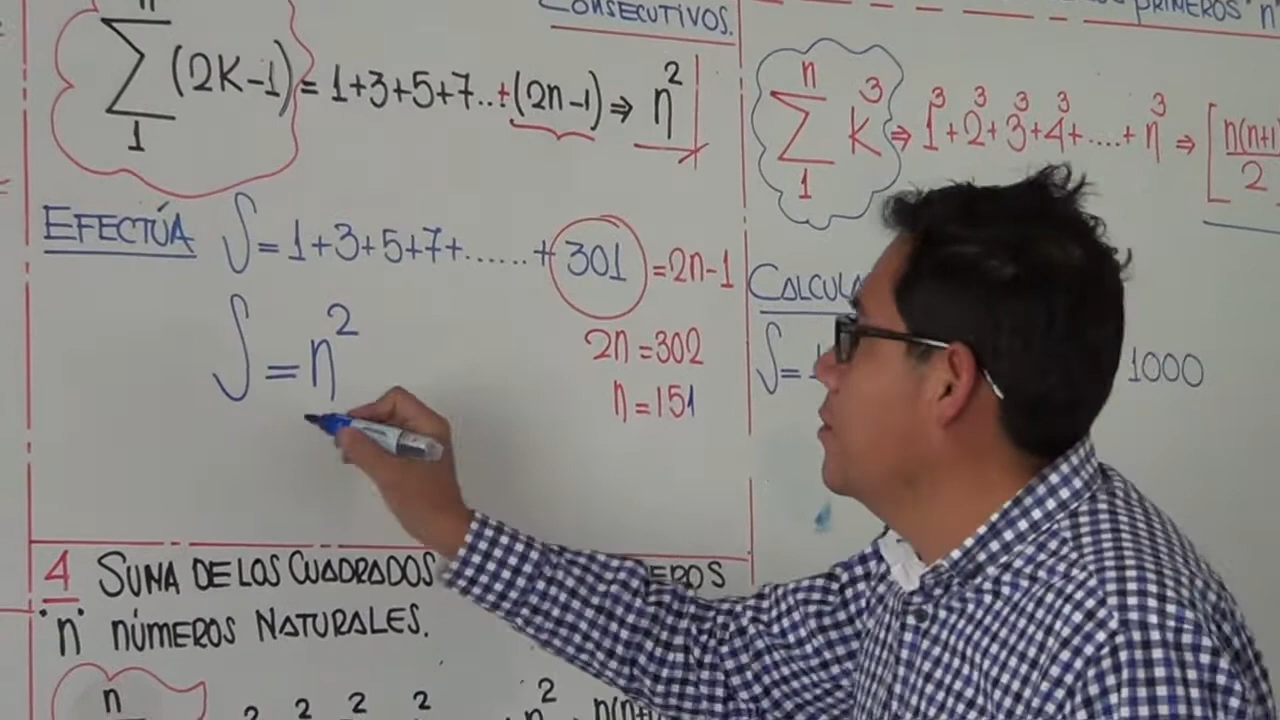 CONSECUTIVOS.
n
∑ (2K-1) = 1+3+5+7..+(2n-1) ⇒ n²
1
EFECTÚA S = 1+3+5+7+......+301 = 2n-1
S = n²
2n = 302
n = 151
4 SUMA DE LOS CUADRADOS
"n" NÚMEROS NATURALES.
n
2 2 2 2 n² n(n+1
PRIMEROS "n"
n
∑ K³ ⇒ 1³+2³+3³+4³+....+n³ ⇒ [n(n+1)/2
1
CALCULA
S = 1 1000